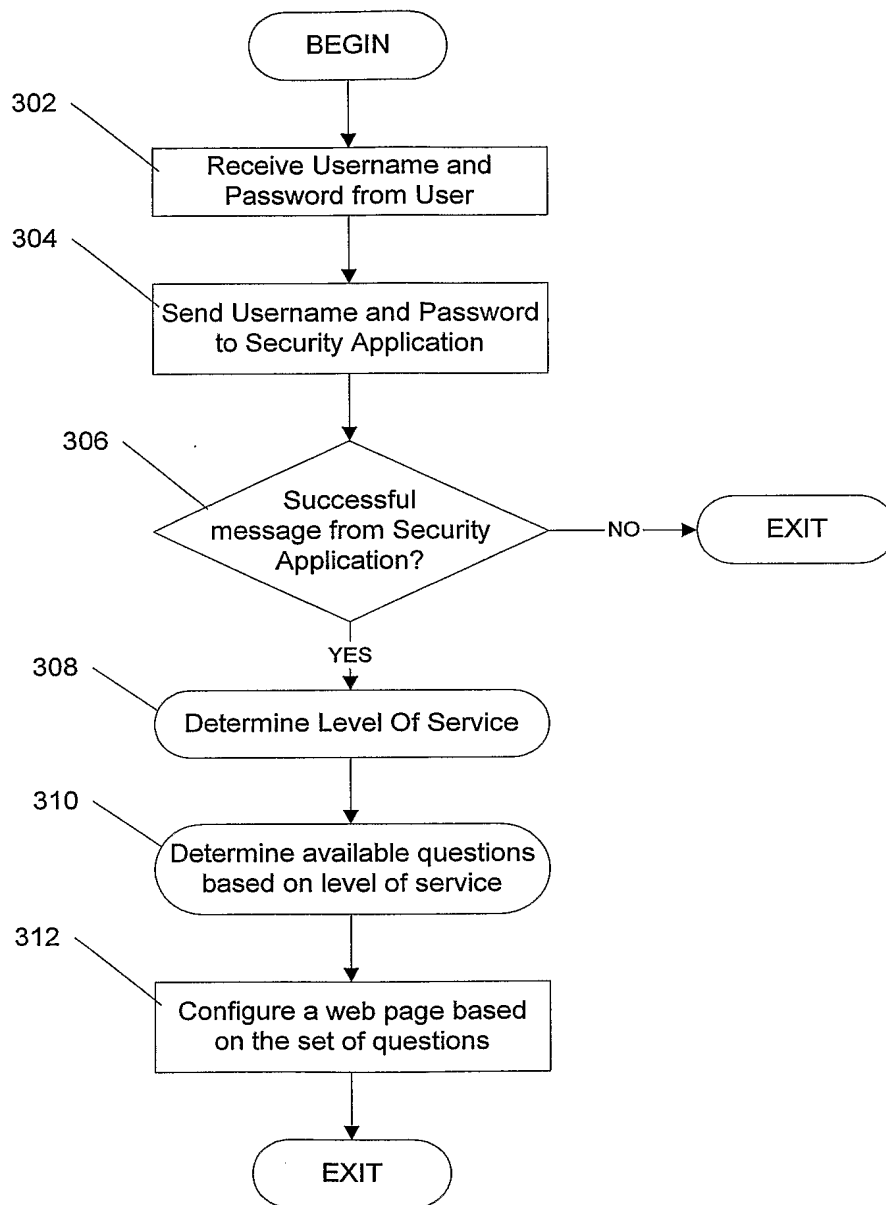 BEGIN
302
Receive Username and
Password from User
304
Send Username and Password
to Security Application
306
Successful
message from Security
Application?
NO
EXIT
YES
308
Determine Level Of Service
310
Determine available questions
based on level of service
312
Configure a web page based
on the set of questions
EXIT